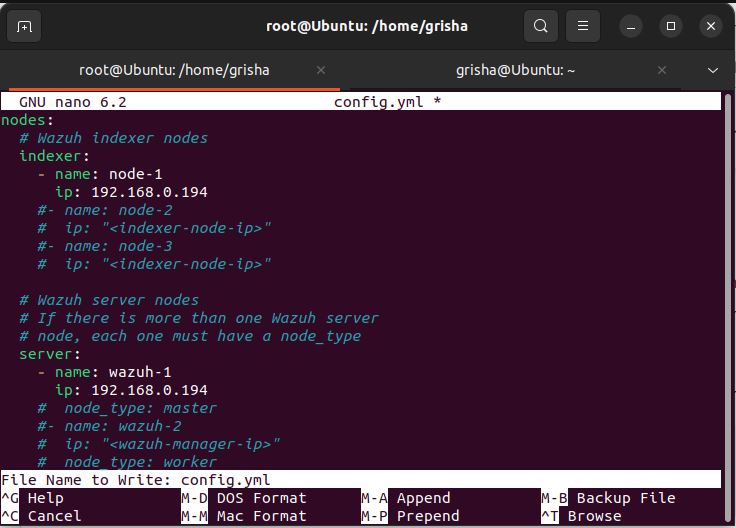 root@Ubuntu: /home/grisha
root@Ubuntu: /home/grisha × grisha@Ubuntu: ~ ×
GNU nano 6.2 config.yml *
nodes:
  # Wazuh indexer nodes
  indexer:
    - name: node-1
      ip: 192.168.0.194
    #- name: node-2
    #  ip: "<indexer-node-ip>"
    #- name: node-3
    #  ip: "<indexer-node-ip>"

  # Wazuh server nodes
  # If there is more than one Wazuh server
  # node, each one must have a node_type
  server:
    - name: wazuh-1
      ip: 192.168.0.194
    #  node_type: master
    #- name: wazuh-2
    #  ip: "<wazuh-manager-ip>"
    #  node_type: worker
File Name to Write: config.yml
^G Help M-D DOS Format M-A Append M-B Backup File
^C Cancel M-M Mac Format M-P Prepend ^T Browse